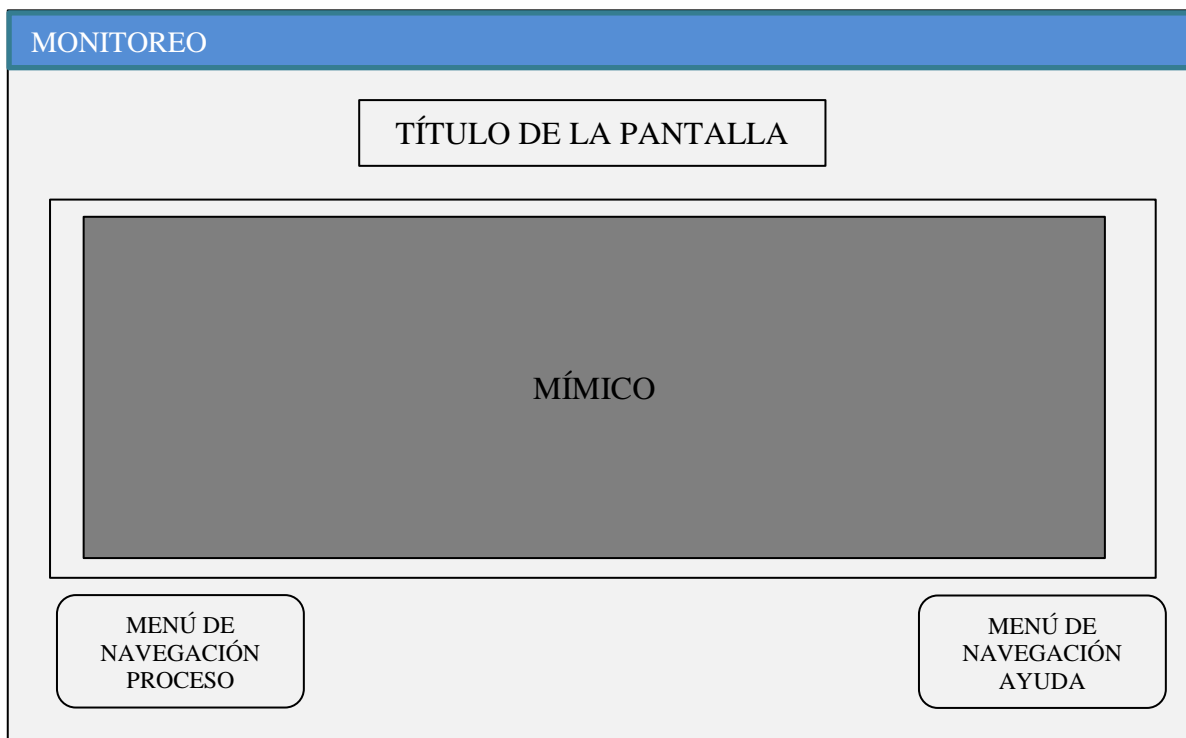 MONITOREO
TÍTULO DE LA PANTALLA
MÍMICO
MENÚ DE
NAVEGACIÓN
PROCESO
MENÚ DE
NAVEGACIÓN
AYUDA